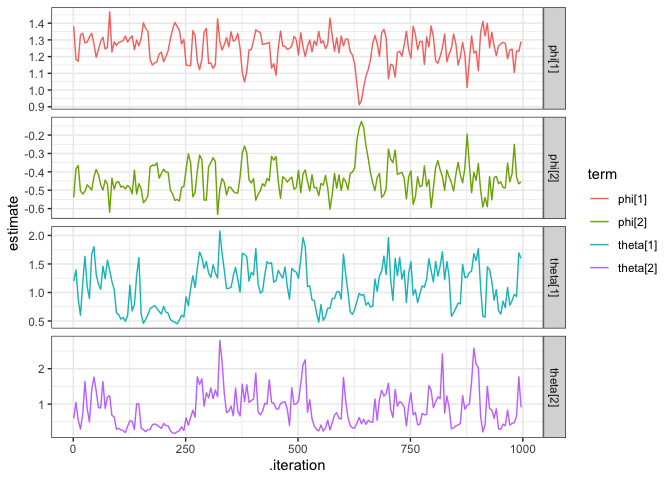 estimate
1.4
1.3
1.2
1.1
1.0
0.9
phi[1]
-0.2
-0.3
-0.4
-0.5
-0.6
phi[2]
2.0
1.5
1.0
0.5
theta[1]
2
1
theta[2]
0 250 500 750 1000
.iteration
term
phi[1]
phi[2]
theta[1]
theta[2]